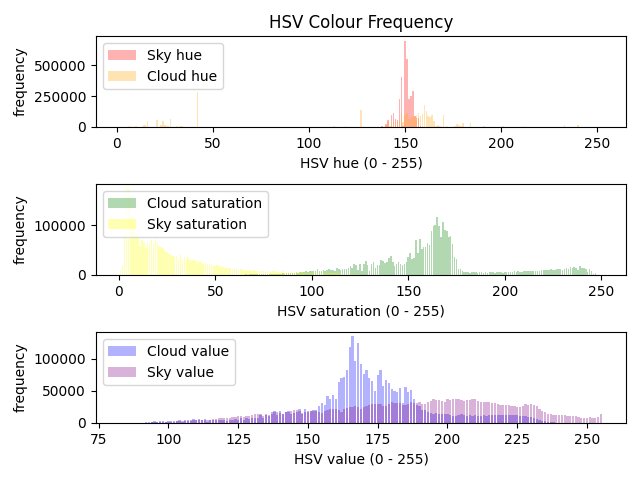 HSV Colour Frequency
frequency
500000
250000
0
Sky hue
Cloud hue
0 50 100 150 200 250
HSV hue (0 - 255)
frequency
100000
0
Cloud saturation
Sky saturation
0 50 100 150 200 250
HSV saturation (0 - 255)
frequency
100000
50000
0
Cloud value
Sky value
75 100 125 150 175 200 225 250
HSV value (0 - 255)